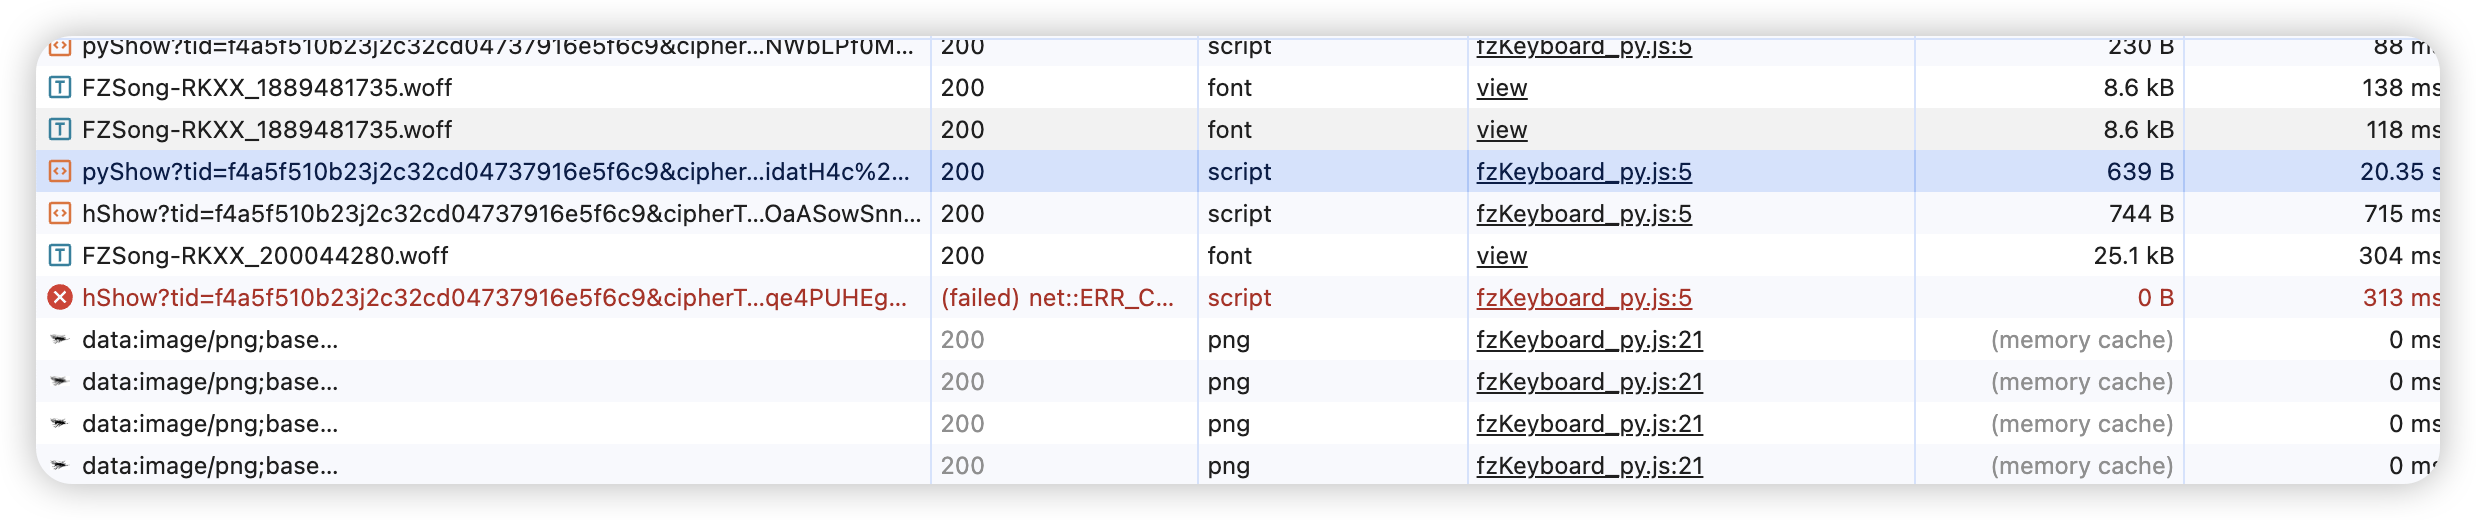 pyShow?tid=f4a5f510b23j2c32cd04737916e5f6c9&cipher...NWbLPf0M... 200 script fzKeyboard_py.js:5 230 B 88 ms
FZSong-RKXX_1889481735.woff 200 font view 8.6 kB 138 ms
FZSong-RKXX_1889481735.woff 200 font view 8.6 kB 118 ms
pyShow?tid=f4a5f510b23j2c32cd04737916e5f6c9&cipher...idatH4c%2... 200 script fzKeyboard_py.js:5 639 B 20.35 s
hShow?tid=f4a5f510b23j2c32cd04737916e5f6c9&cipherT...OaASowSnn... 200 script fzKeyboard_py.js:5 744 B 715 ms
FZSong-RKXX_200044280.woff 200 font view 25.1 kB 304 ms
hShow?tid=f4a5f510b23j2c32cd04737916e5f6c9&cipherT...qe4PUHEg... (failed) net::ERR_C... script fzKeyboard_py.js:5 0 B 313 ms
data:image/png;base... 200 png fzKeyboard_py.js:21 (memory cache) 0 ms
data:image/png;base... 200 png fzKeyboard_py.js:21 (memory cache) 0 ms
data:image/png;base... 200 png fzKeyboard_py.js:21 (memory cache) 0 ms
data:image/png;base... 200 png fzKeyboard_py.js:21 (memory cache) 0 ms